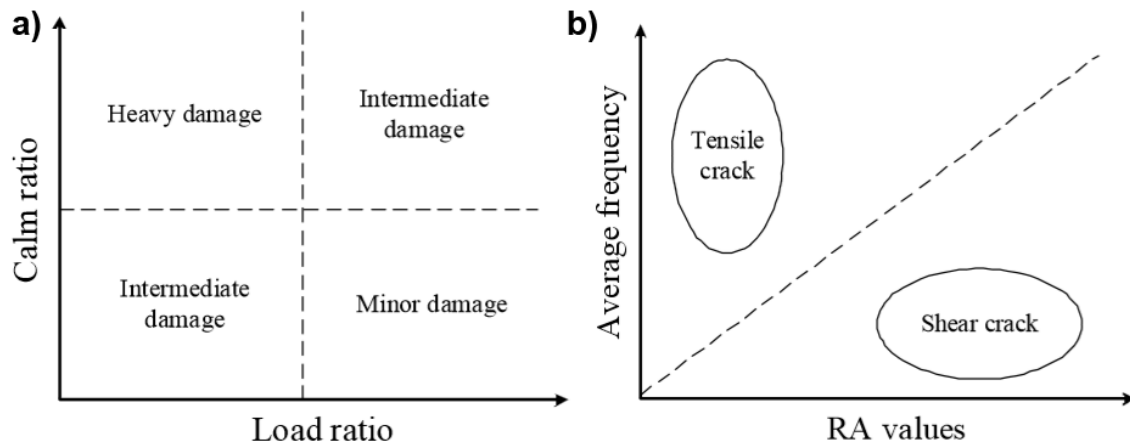 a)
Calm ratio
Heavy damage
Intermediate
damage
Intermediate
damage
Minor damage
Load ratio
b)
Average frequency
Tensile
crack
Shear crack
RA values